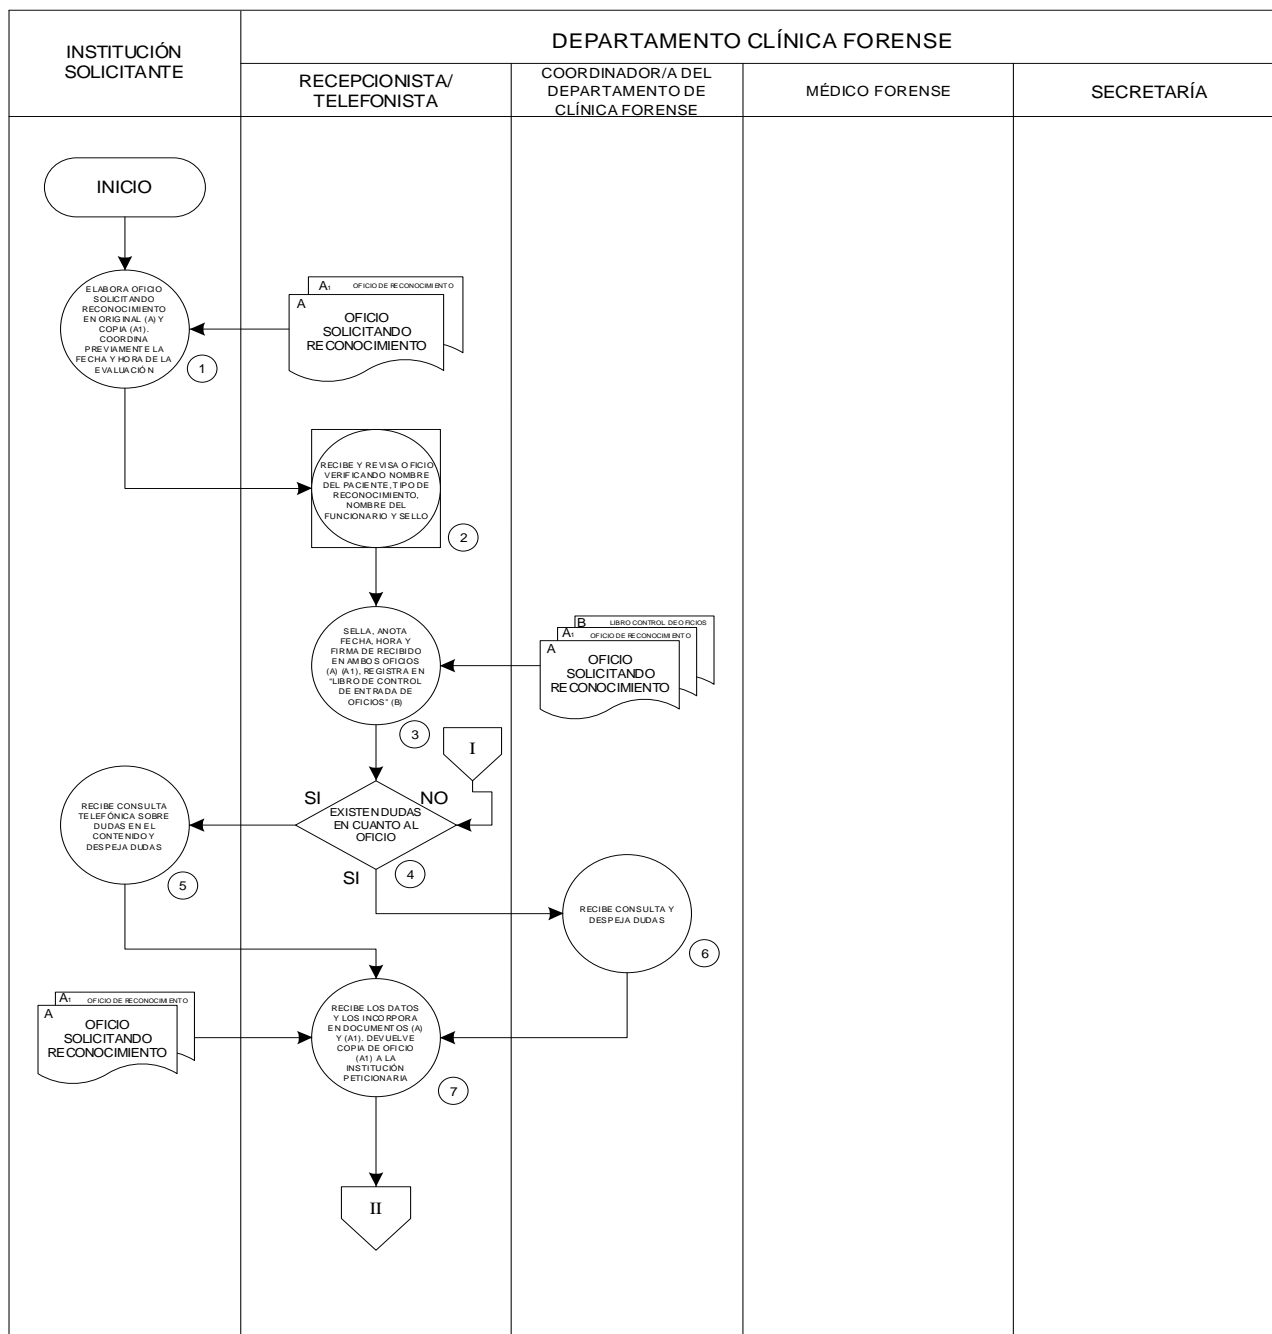 INSTITUCIÓN
SOLICITANTE
DEPARTAMENTO CLÍNICA FORENSE
RECEPCIONISTA/
TELEFONISTA
COORDINADOR/A DEL
DEPARTAMENTO DE
CLÍNICA FORENSE
MÉDICO FORENSE
SECRETARÍA
INICIO
ELABORA OFICIO
SOLICITANDO
RECONOCIMIENTO
EN ORIGINAL (A) Y
COPIA (A1).
COORDINA
PREVIAMENTE LA
FECHA Y HORA DE LA
EVALUACIÓN
1
A1 OFICIO DE RECONOCIMIENTO
A
OFICIO
SOLICITANDO
RECONOCIMIENTO
RECIBE Y REVISA OFICIO
VERIFICANDO NOMBRE
DEL PACIENTE, TIPO DE
RECONOCIMIENTO,
NOMBRE DEL
FUNCIONARIO Y SELLO
2
SELLA, ANOTA
FECHA, HORA Y
FIRMA DE RECIBIDO
EN AMBOS OFICIOS
(A) (A1), REGISTRA EN
"LIBRO DE CONTROL
DE ENTRADA DE
OFICIOS" (B)
3
B LIBRO CONTROL DE OFICIOS
A1 OFICIO DE RECONOCIMIENTO
A
OFICIO
SOLICITANDO
RECONOCIMIENTO
I
SI
NO
EXISTEN DUDAS
EN CUANTO AL
OFICIO
SI
4
RECIBE CONSULTA
TELEFÓNICA SOBRE
DUDAS EN EL
CONTENIDO Y
DESPEJA DUDAS
5
RECIBE CONSULTA Y
DESPEJA DUDAS
6
A1 OFICIO DE RECONOCIMIENTO
A
OFICIO
SOLICITANDO
RECONOCIMIENTO
RECIBE LOS DATOS
Y LOS INCORPORA
EN DOCUMENTOS (A)
Y (A1). DEVUELVE
COPIA DE OFICIO
(A1) A LA
INSTITUCIÓN
PETICIONARIA
7
II